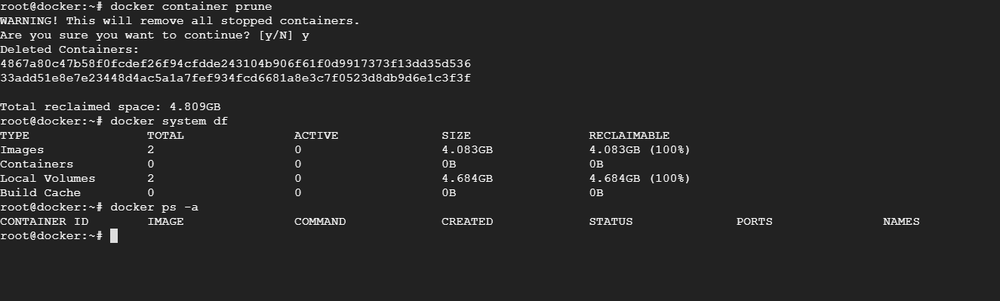 root@docker:~# docker container prune
WARNING! This will remove all stopped containers.
Are you sure you want to continue? [y/N] y
Deleted Containers:
4867a80c47b58f0fcdef26f94cfdde243104b906f61f0d9917373f13dd35d536
33add51e8e7e23448d4ac5a1a7fef934fcd6681a8e3c7f0523d8db9d6e1c3f3f
Total reclaimed space: 4.809GB
root@docker:~# docker system df
TYPE TOTAL ACTIVE SIZE RECLAIMABLE
Images 2 0 4.083GB 4.083GB (100%)
Containers 0 0 0B 0B
Local Volumes 2 0 4.684GB 4.684GB (100%)
Build Cache 0 0 0B 0B
root@docker:~# docker ps -a
CONTAINER ID IMAGE COMMAND CREATED STATUS PORTS NAMES
root@docker:~#